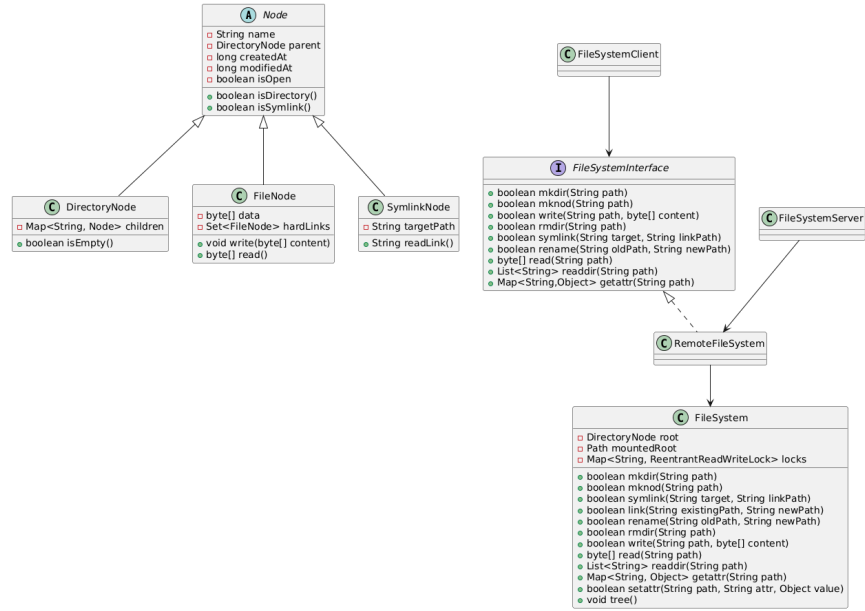 A Node
String name
DirectoryNode parent
long createdAt
long modifiedAt
boolean isOpen
boolean isDirectory()
boolean isSymlink()
C DirectoryNode
Map<String, Node> children
boolean isEmpty()
C FileNode
byte[] data
Set<FileNode> hardLinks
void write(byte[] content)
byte[] read()
C SymlinkNode
String targetPath
String readLink()
C FileSystemClient
I FileSystemInterface
boolean mkdir(String path)
boolean mknod(String path)
boolean write(String path, byte[] content)
boolean rmdir(String path)
boolean symlink(String target, String linkPath)
boolean rename(String oldPath, String newPath)
byte[] read(String path)
List<String> readdir(String path)
Map<String,Object> getattr(String path)
C FileSystemServer
C RemoteFileSystem
C FileSystem
DirectoryNode root
Path mountedRoot
Map<String, ReentrantReadWriteLock> locks
boolean mkdir(String path)
boolean mknod(String path)
boolean symlink(String target, String linkPath)
boolean link(String existingPath, String newPath)
boolean rename(String oldPath, String newPath)
boolean rmdir(String path)
boolean write(String path, byte[] content)
byte[] read(String path)
List<String> readdir(String path)
Map<String, Object> getattr(String path)
boolean setattr(String path, String attr, Object value)
void tree()